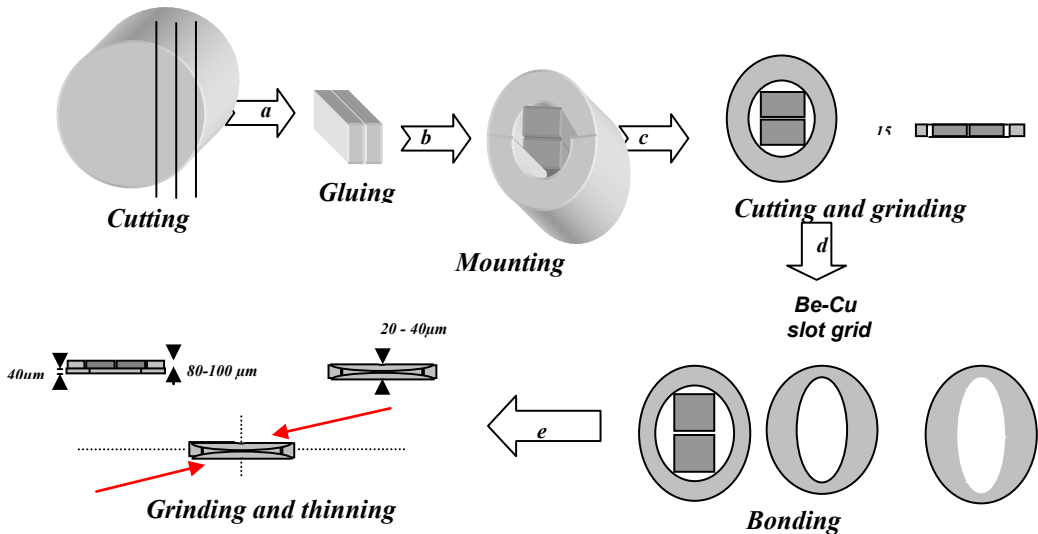 a
b
c
15
Cutting
Gluing
Mounting
Cutting and grinding
d
Be-Cu
slot grid
20 - 40µm
40µm
80-100 µm
e
Grinding and thinning
Bonding